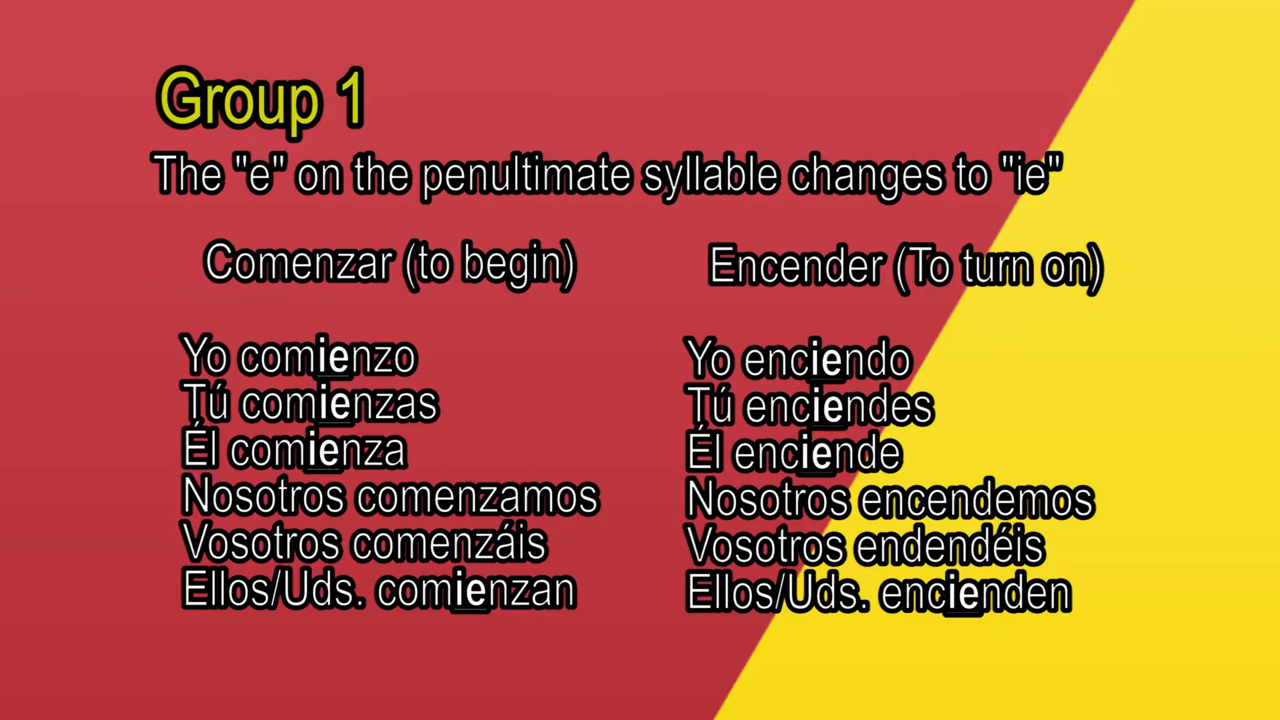 Group 1
The "e" on the penultimate syllable changes to "ie"
Comenzar (to begin)
Yo comienzo
Tú comienzas
Él comienza
Nosotros comenzamos
Vosotros comenzáis
Ellos/Uds. comienzan
Encender (To turn on)
Yo enciendo
Tú enciendes
Él enciende
Nosotros encendemos
Vosotros endendéis
Ellos/Uds. encienden